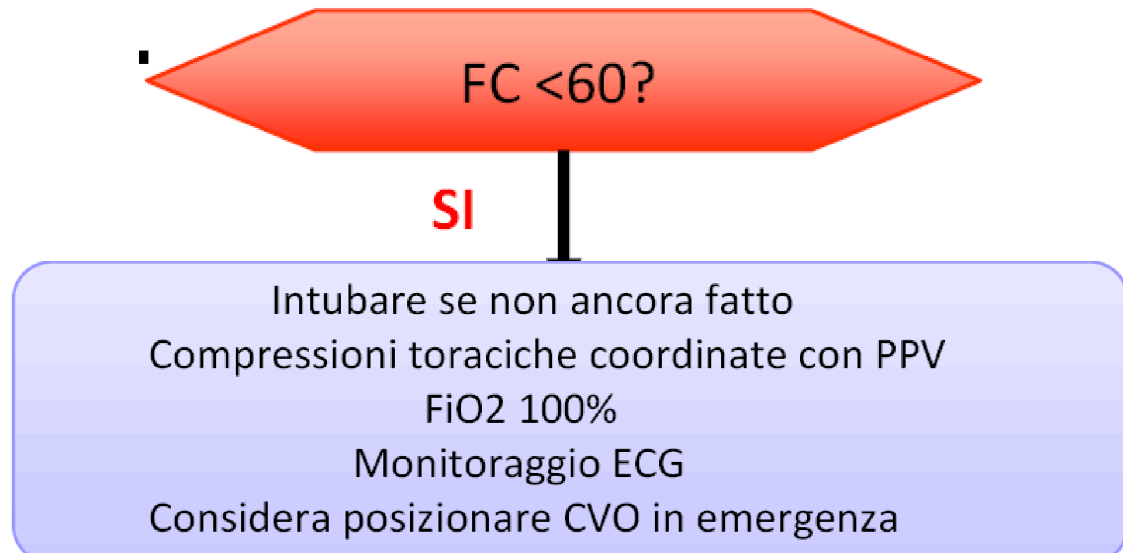 FC <60?
SI
Intubare se non ancora fatto
Compressioni toraciche coordinate con PPV
FiO2 100%
Monitoraggio ECG
Considera posizionare CVO in emergenza